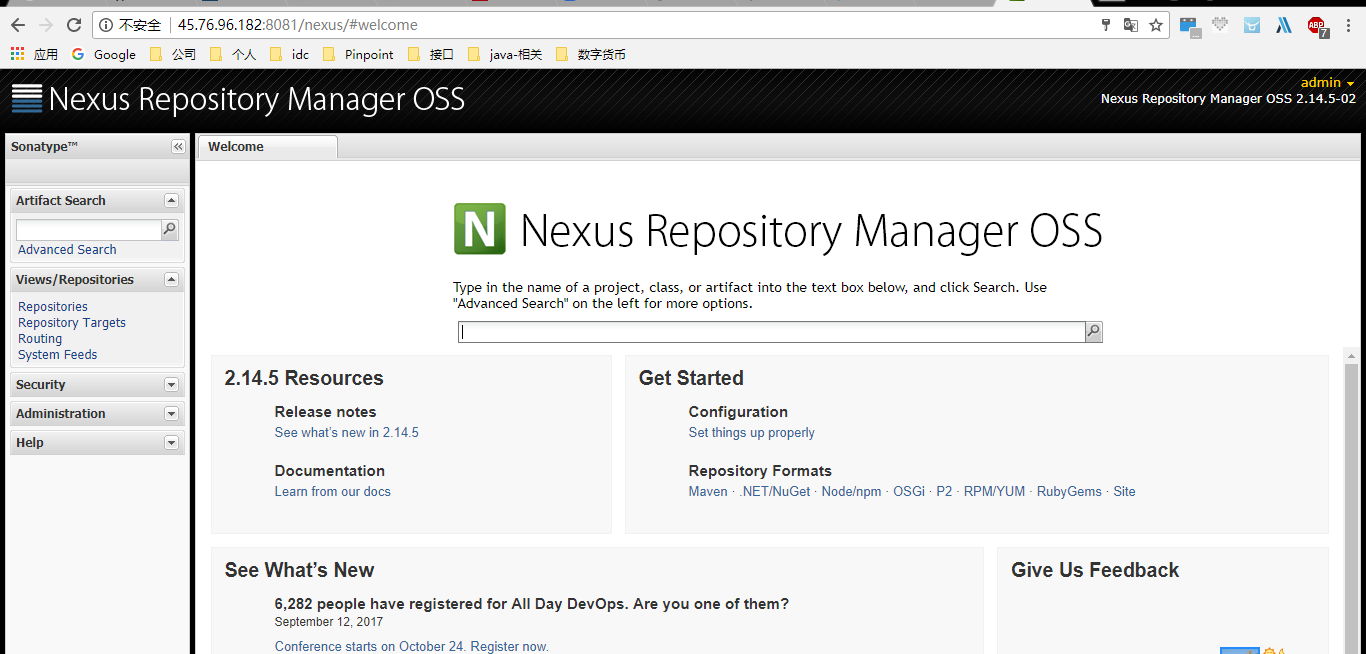 不安全 45.76.96.182:8081/nexus/#welcome
7
应用 Google 公司 个人 idc Pinpoint 接口 java-相关 数字货币
Nexus Repository Manager OSS
admin
Nexus Repository Manager OSS 2.14.5-02
Sonatype™
Artifact Search
Advanced Search
Views/Repositories
Repositories
Repository Targets
Routing
System Feeds
Security
Administration
Help
Welcome
N Nexus Repository Manager OSS
Type in the name of a project, class, or artifact into the text box below, and click Search. Use
"Advanced Search" on the left for more options.
2.14.5 Resources
Release notes
See what's new in 2.14.5
Documentation
Learn from our docs
Get Started
Configuration
Set things up properly
Repository Formats
Maven · .NET/NuGet · Node/npm · OSGi · P2 · RPM/YUM · RubyGems · Site
See What’s New
6,282 people have registered for All Day DevOps. Are you one of them?
September 12, 2017
Conference starts on October 24. Register now.
Give Us Feedback